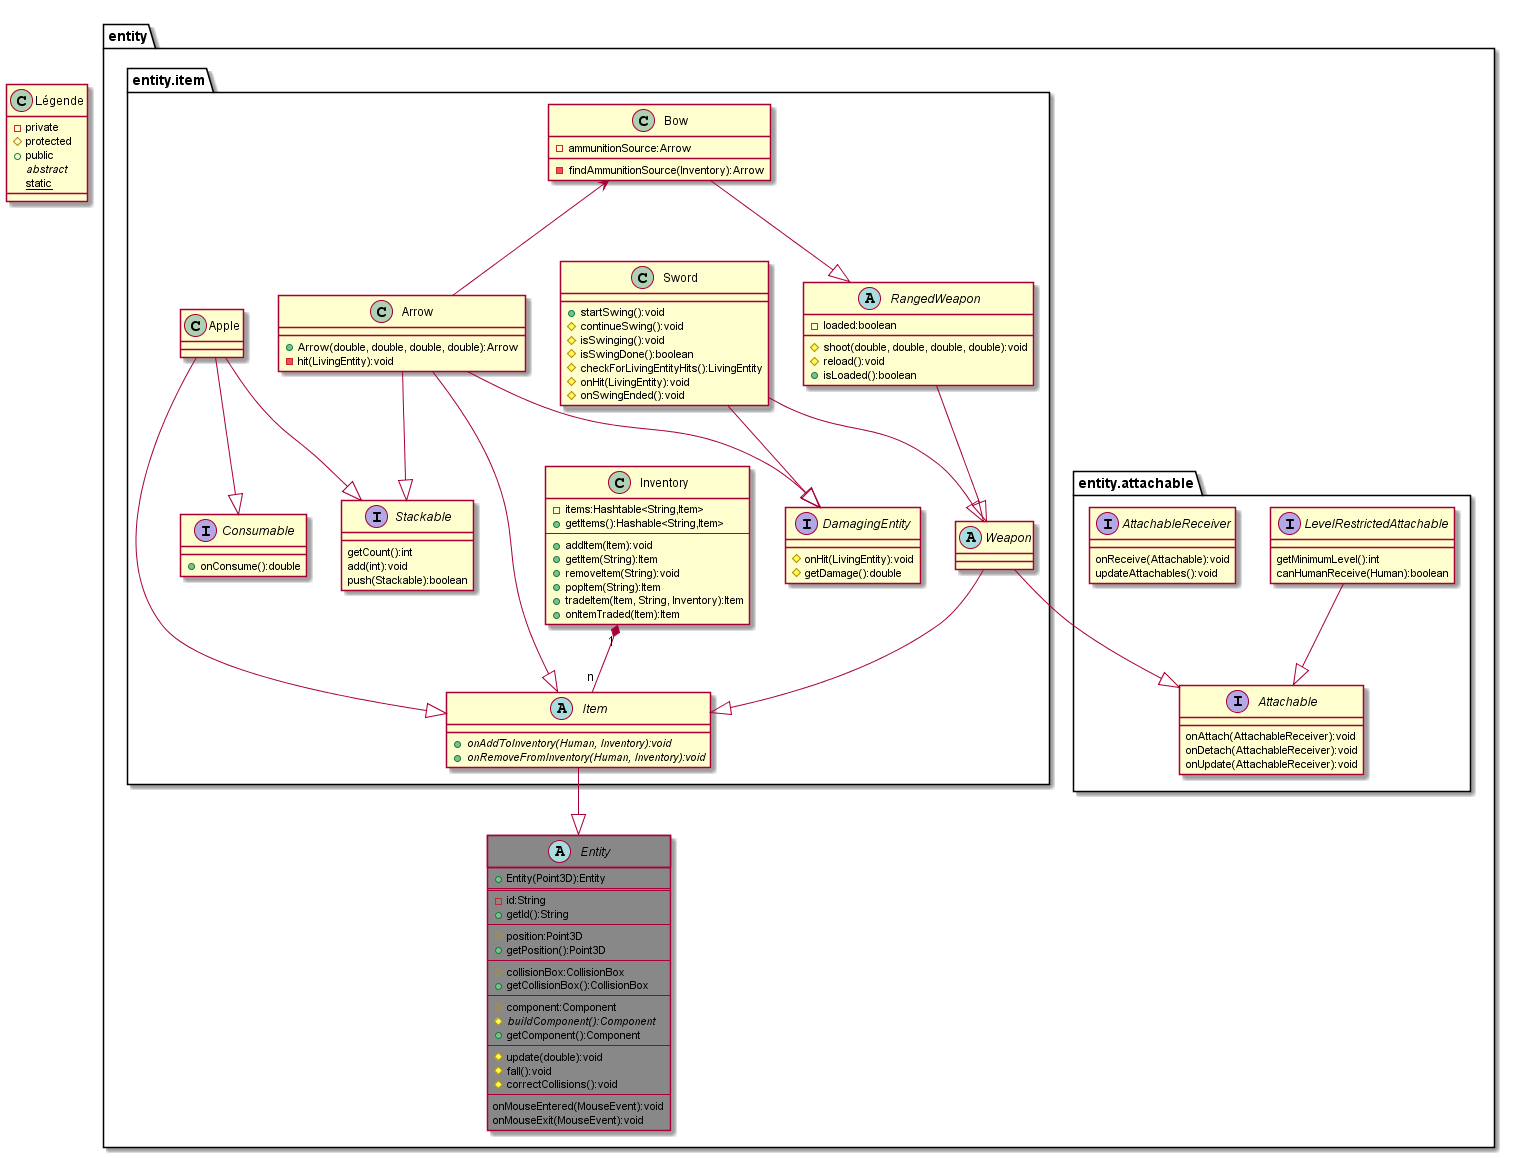 entity
entity.item
C Légende
private
protected
public
abstract
static
C Bow
ammunitionSource:Arrow
findAmmunitionSource(Inventory):Arrow
C Sword
startSwing():void
continueSwing():void
isSwinging():void
isSwingDone():boolean
checkForLivingEntityHits():LivingEntity
onHit(LivingEntity):void
onSwingEnded():void
A RangedWeapon
loaded:boolean
shoot(double, double, double, double):void
reload():void
isLoaded():boolean
C Arrow
Arrow(double, double, double, double):Arrow
hit(LivingEntity):void
C Apple
C Inventory
items:Hashtable<String,Item>
getItems():Hashable<String,Item>
addItem(Item):void
getItem(String):Item
removeItem(String):void
popItem(String):Item
tradeItem(Item, String, Inventory):Item
onItemTraded(Item):Item
I Consumable
onConsume():double
I Stackable
getCount():int
add(int):void
push(Stackable):boolean
I DamagingEntity
onHit(LivingEntity):void
getDamage():double
A Weapon
entity.attachable
I AttachableReceiver
onReceive(Attachable):void
updateAttachables():void
I LevelRestrictedAttachable
getMinimumLevel():int
canHumanReceive(Human):boolean
1
n
A Item
onAddToInventory(Human, Inventory):void
onRemoveFromInventory(Human, Inventory):void
I Attachable
onAttach(AttachableReceiver):void
onDetach(AttachableReceiver):void
onUpdate(AttachableReceiver):void
A Entity
Entity(Point3D):Entity
id:String
getId():String
position:Point3D
getPosition():Point3D
collisionBox:CollisionBox
getCollisionBox():CollisionBox
component:Component
buildComponent():Component
getComponent():Component
update(double):void
fall():void
correctCollisions():void
onMouseEntered(MouseEvent):void
onMouseExit(MouseEvent):void